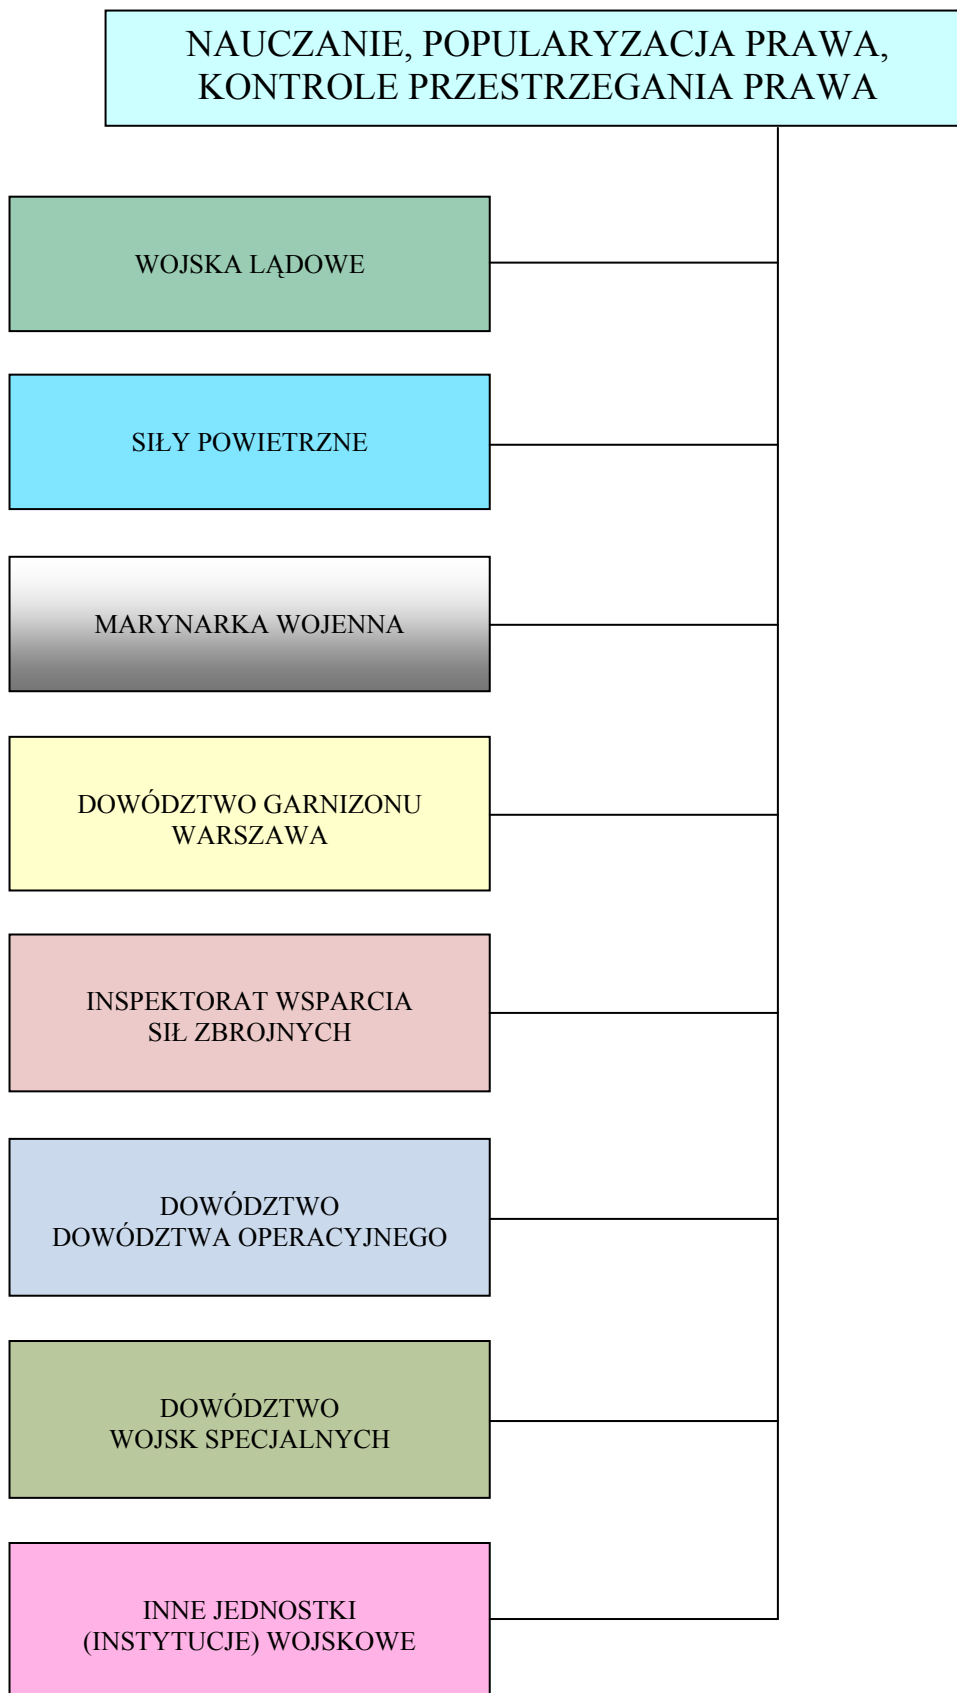 NAUCZANIE, POPULARYZACJA PRAWA,
KONTROLE PRZESTRZEGANIA PRAWA
WOJSKA LĄDOWE
SIŁY POWIETRZNE
MARYNARKA WOJENNA
DOWÓDZTWO GARNIZONU
WARSZAWA
INSPEKTORAT WSPARCIA
SIŁ ZBROJNYCH
DOWÓDZTWO
DOWÓDZTWA OPERACYJNEGO
DOWÓDZTWO
WOJSK SPECJALNYCH
INNE JEDNOSTKI
(INSTYTUCJE) WOJSKOWE